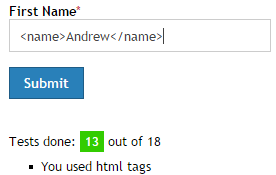 First Name*
<name>Andrew</name>
Submit
Tests done: 13 out of 18
You used html tags